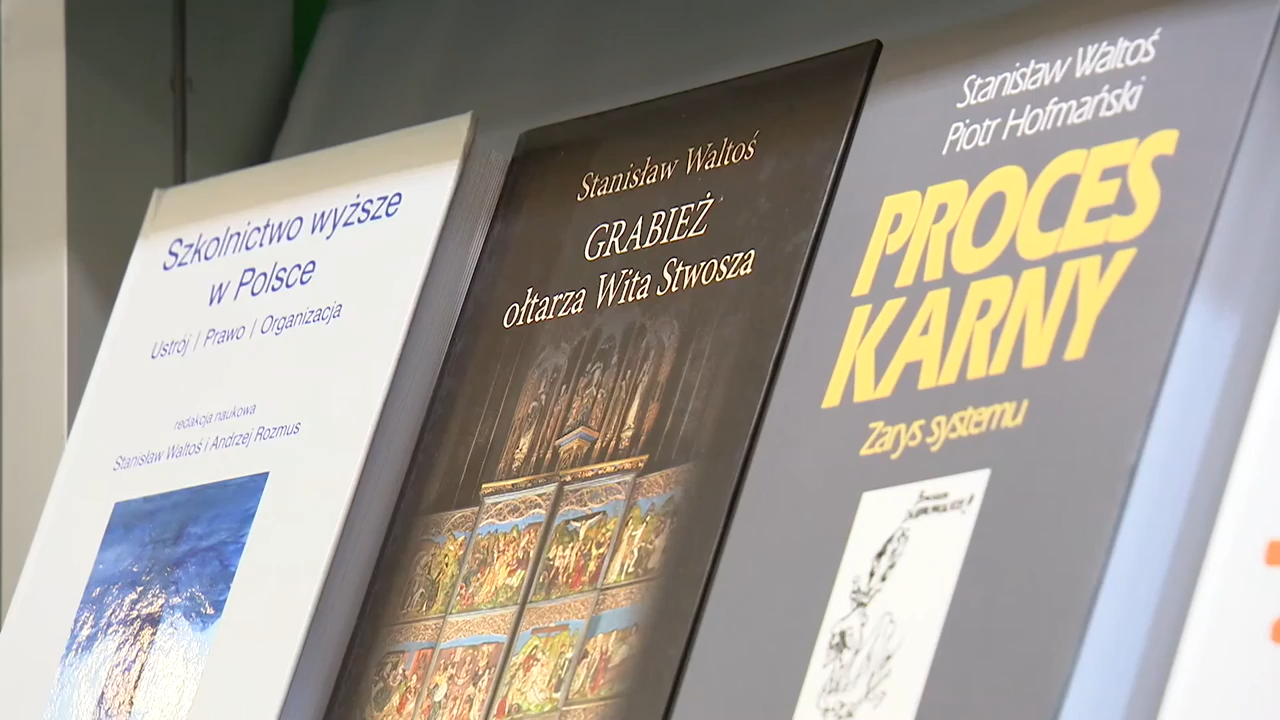 Szkolnictwo wyższe
w Polsce
Ustrój | Prawo | Organizacja
redakcja naukowa
Stanisław Waltoś i Andrzej Rozmus
Stanisław Waltoś
GRABIEŻ
ołtarza Wita Stwosza
Stanisław Waltoś
Piotr Hofmański
PROCES
KARNY
Zarys systemu